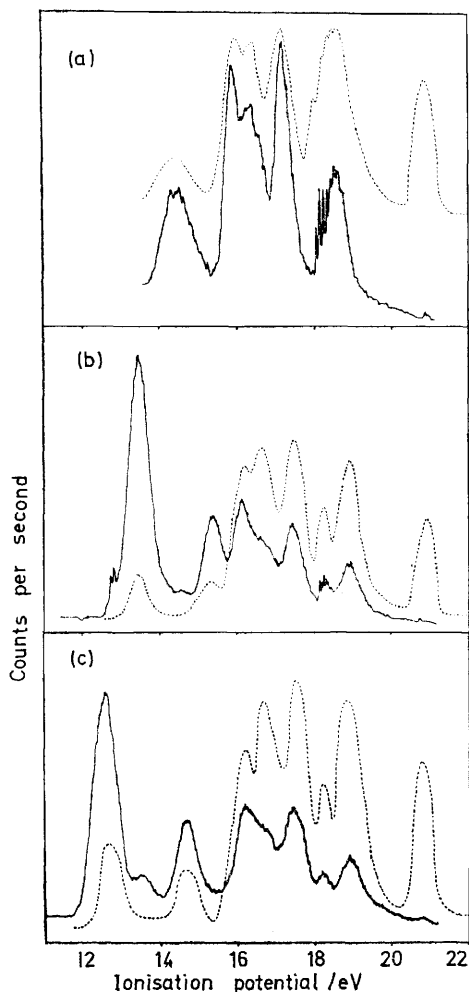 (a)
(b)
(c)
Counts per second
12 14 16 18 20 22
Ionisation potential /eV